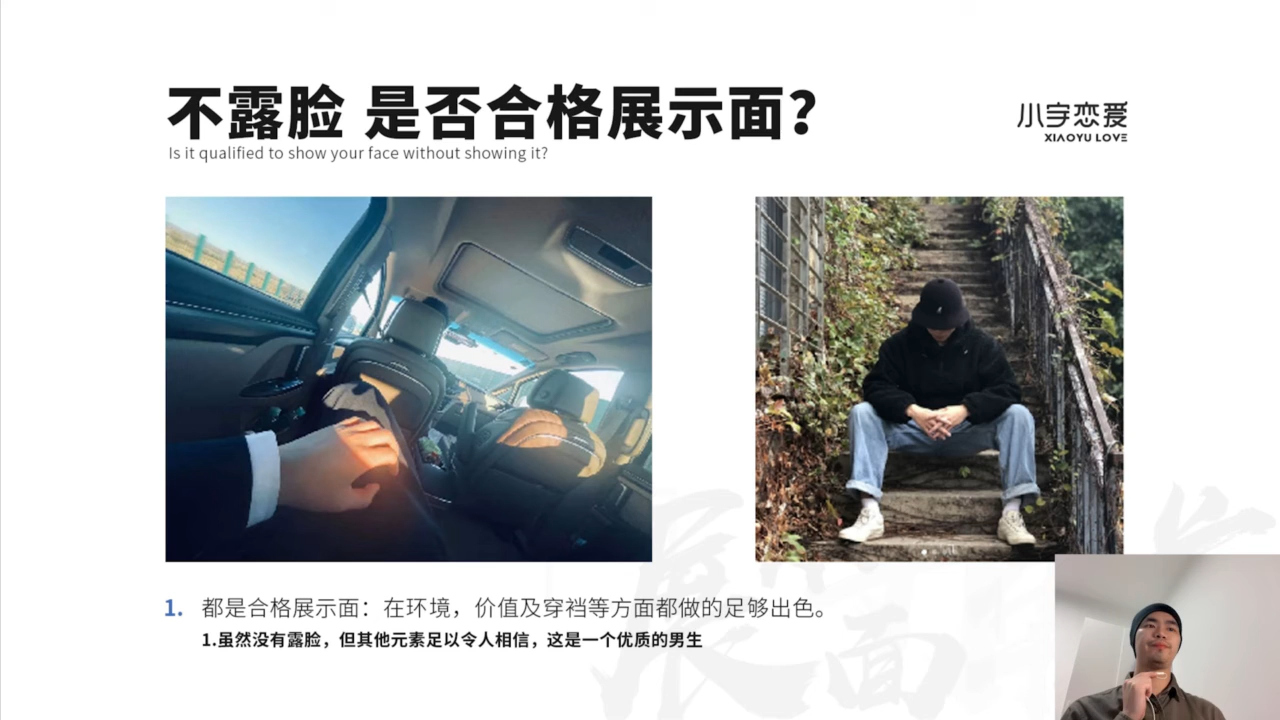 不露脸 是否合格展示面？
Is it qualified to show your face without showing it?
小宇恋爱
XIAOYU LOVE
1. 都是合格展示面：在环境，价值及穿裆等方面都做的足够出色。
1.虽然没有露脸，但其他元素足以令人相信，这是一个优质的男生
展
面